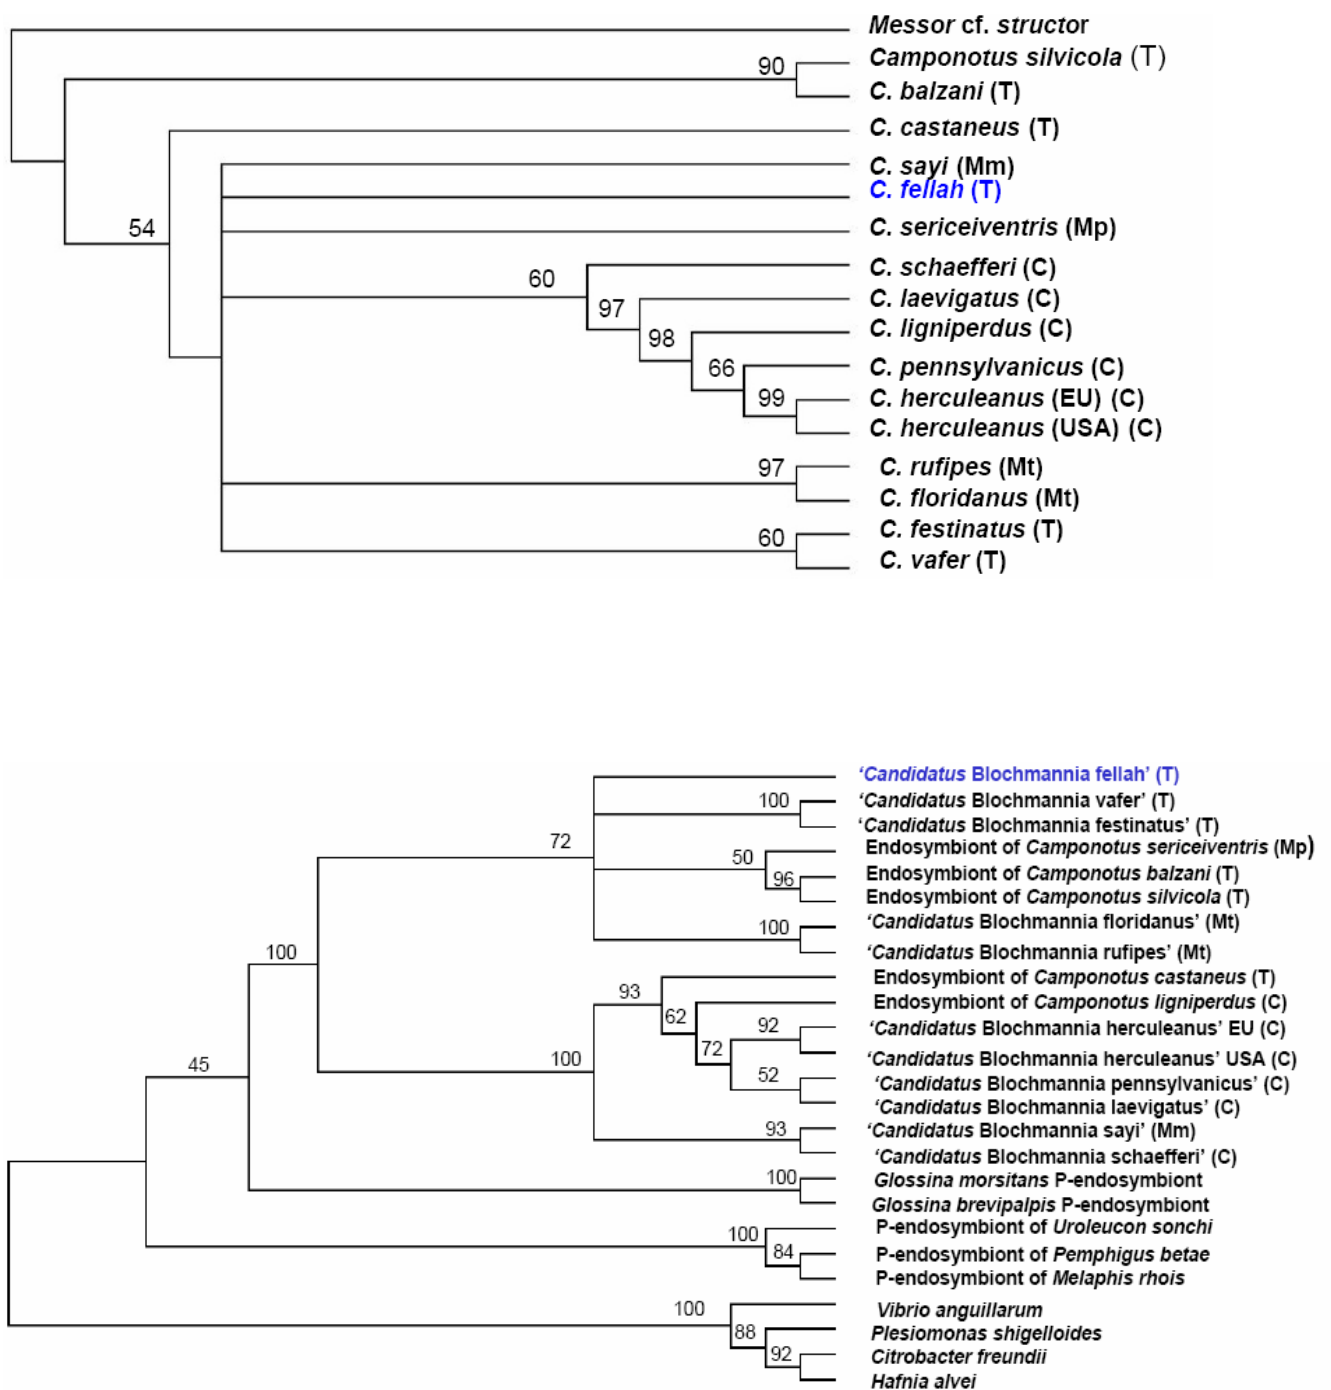 Messor cf. structor
Camponotus silvicola (T)
90
C. balzani (T)
C. castaneus (T)
C. sayi (Mm)
C. fellah (T)
54
C. sericeiventris (Mp)
C. schaefferi (C)
60
C. laevigatus (C)
97
C. ligniperdus (C)
98
C. pennsylvanicus (C)
66
C. herculeanus (EU) (C)
99
C. herculeanus (USA) (C)
C. rufipes (Mt)
97
C. floridanus (Mt)
C. festinatus (T)
60
C. vafer (T)
‘Candidatus Blochmannia fellah’ (T)
100
‘Candidatus Blochmannia vafer’ (T)
‘Candidatus Blochmannia festinatus’ (T)
72
Endosymbiont of Camponotus sericeiventris (Mp)
50
Endosymbiont of Camponotus balzani (T)
96
Endosymbiont of Camponotus silvicola (T)
‘Candidatus Blochmannia floridanus’ (Mt)
100
‘Candidatus Blochmannia rufipes’ (Mt)
100
Endosymbiont of Camponotus castaneus (T)
93
Endosymbiont of Camponotus ligniperdus (C)
62
‘Candidatus Blochmannia herculeanus’ EU (C)
92
72
‘Candidatus Blochmannia herculeanus’ USA (C)
100
52
‘Candidatus Blochmannia pennsylvanicus’ (C)
45
‘Candidatus Blochmannia laevigatus’ (C)
93
‘Candidatus Blochmannia sayi’ (Mm)
‘Candidatus Blochmannia schaefferi’ (C)
100
Glossina morsitans P-endosymbiont
Glossina brevipalpis P-endosymbiont
100
P-endosymbiont of Uroleucon sonchi
84
P-endosymbiont of Pemphigus betae
P-endosymbiont of Melaphis rhois
100
Vibrio anguillarum
88
Plesiomonas shigelloides
92
Citrobacter freundii
Hafnia alvei